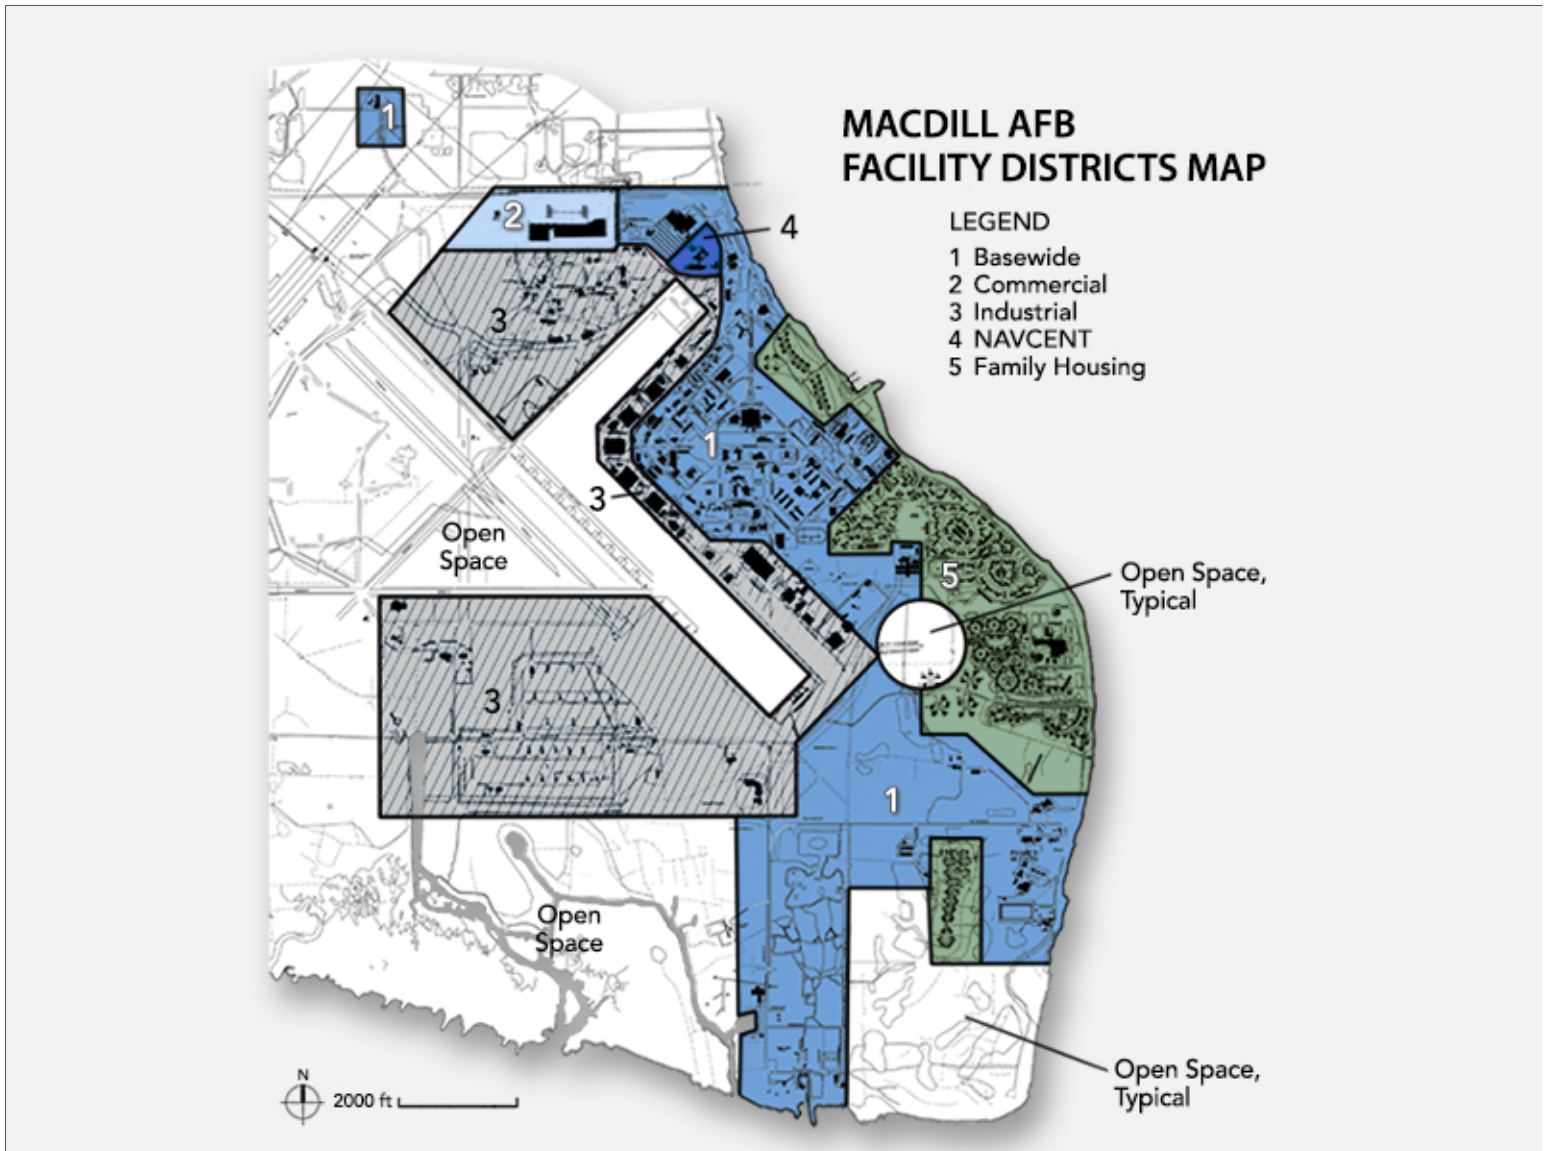 MACDILL AFB
FACILITY DISTRICTS MAP
LEGEND
1 Basewide
2 Commercial
3 Industrial
4 NAVCENT
5 Family Housing
1
2
4
3
1
3
Open
Space
5
Open Space,
Typical
3
1
Open
Space
Open Space,
Typical
N
2000 ft